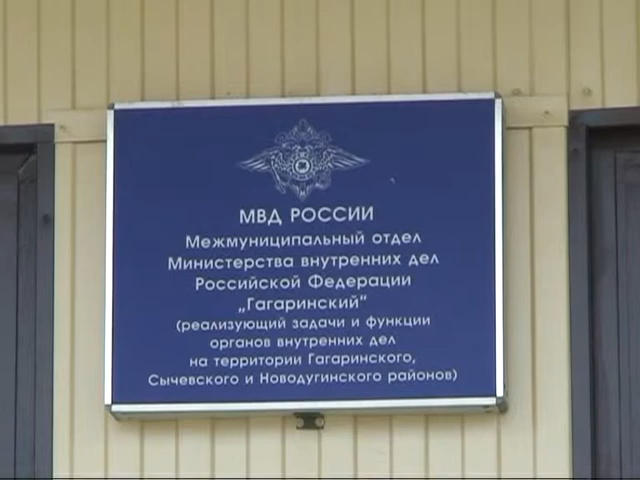 МВД РОССИИ
Межмуниципальный отдел
Министерства внутренних дел
Российской Федерации
„Гагаринский"
(реализующий задачи и функции
органов внутренних дел
на территории Гагаринского,
Сычевского и Новодугинского районов)